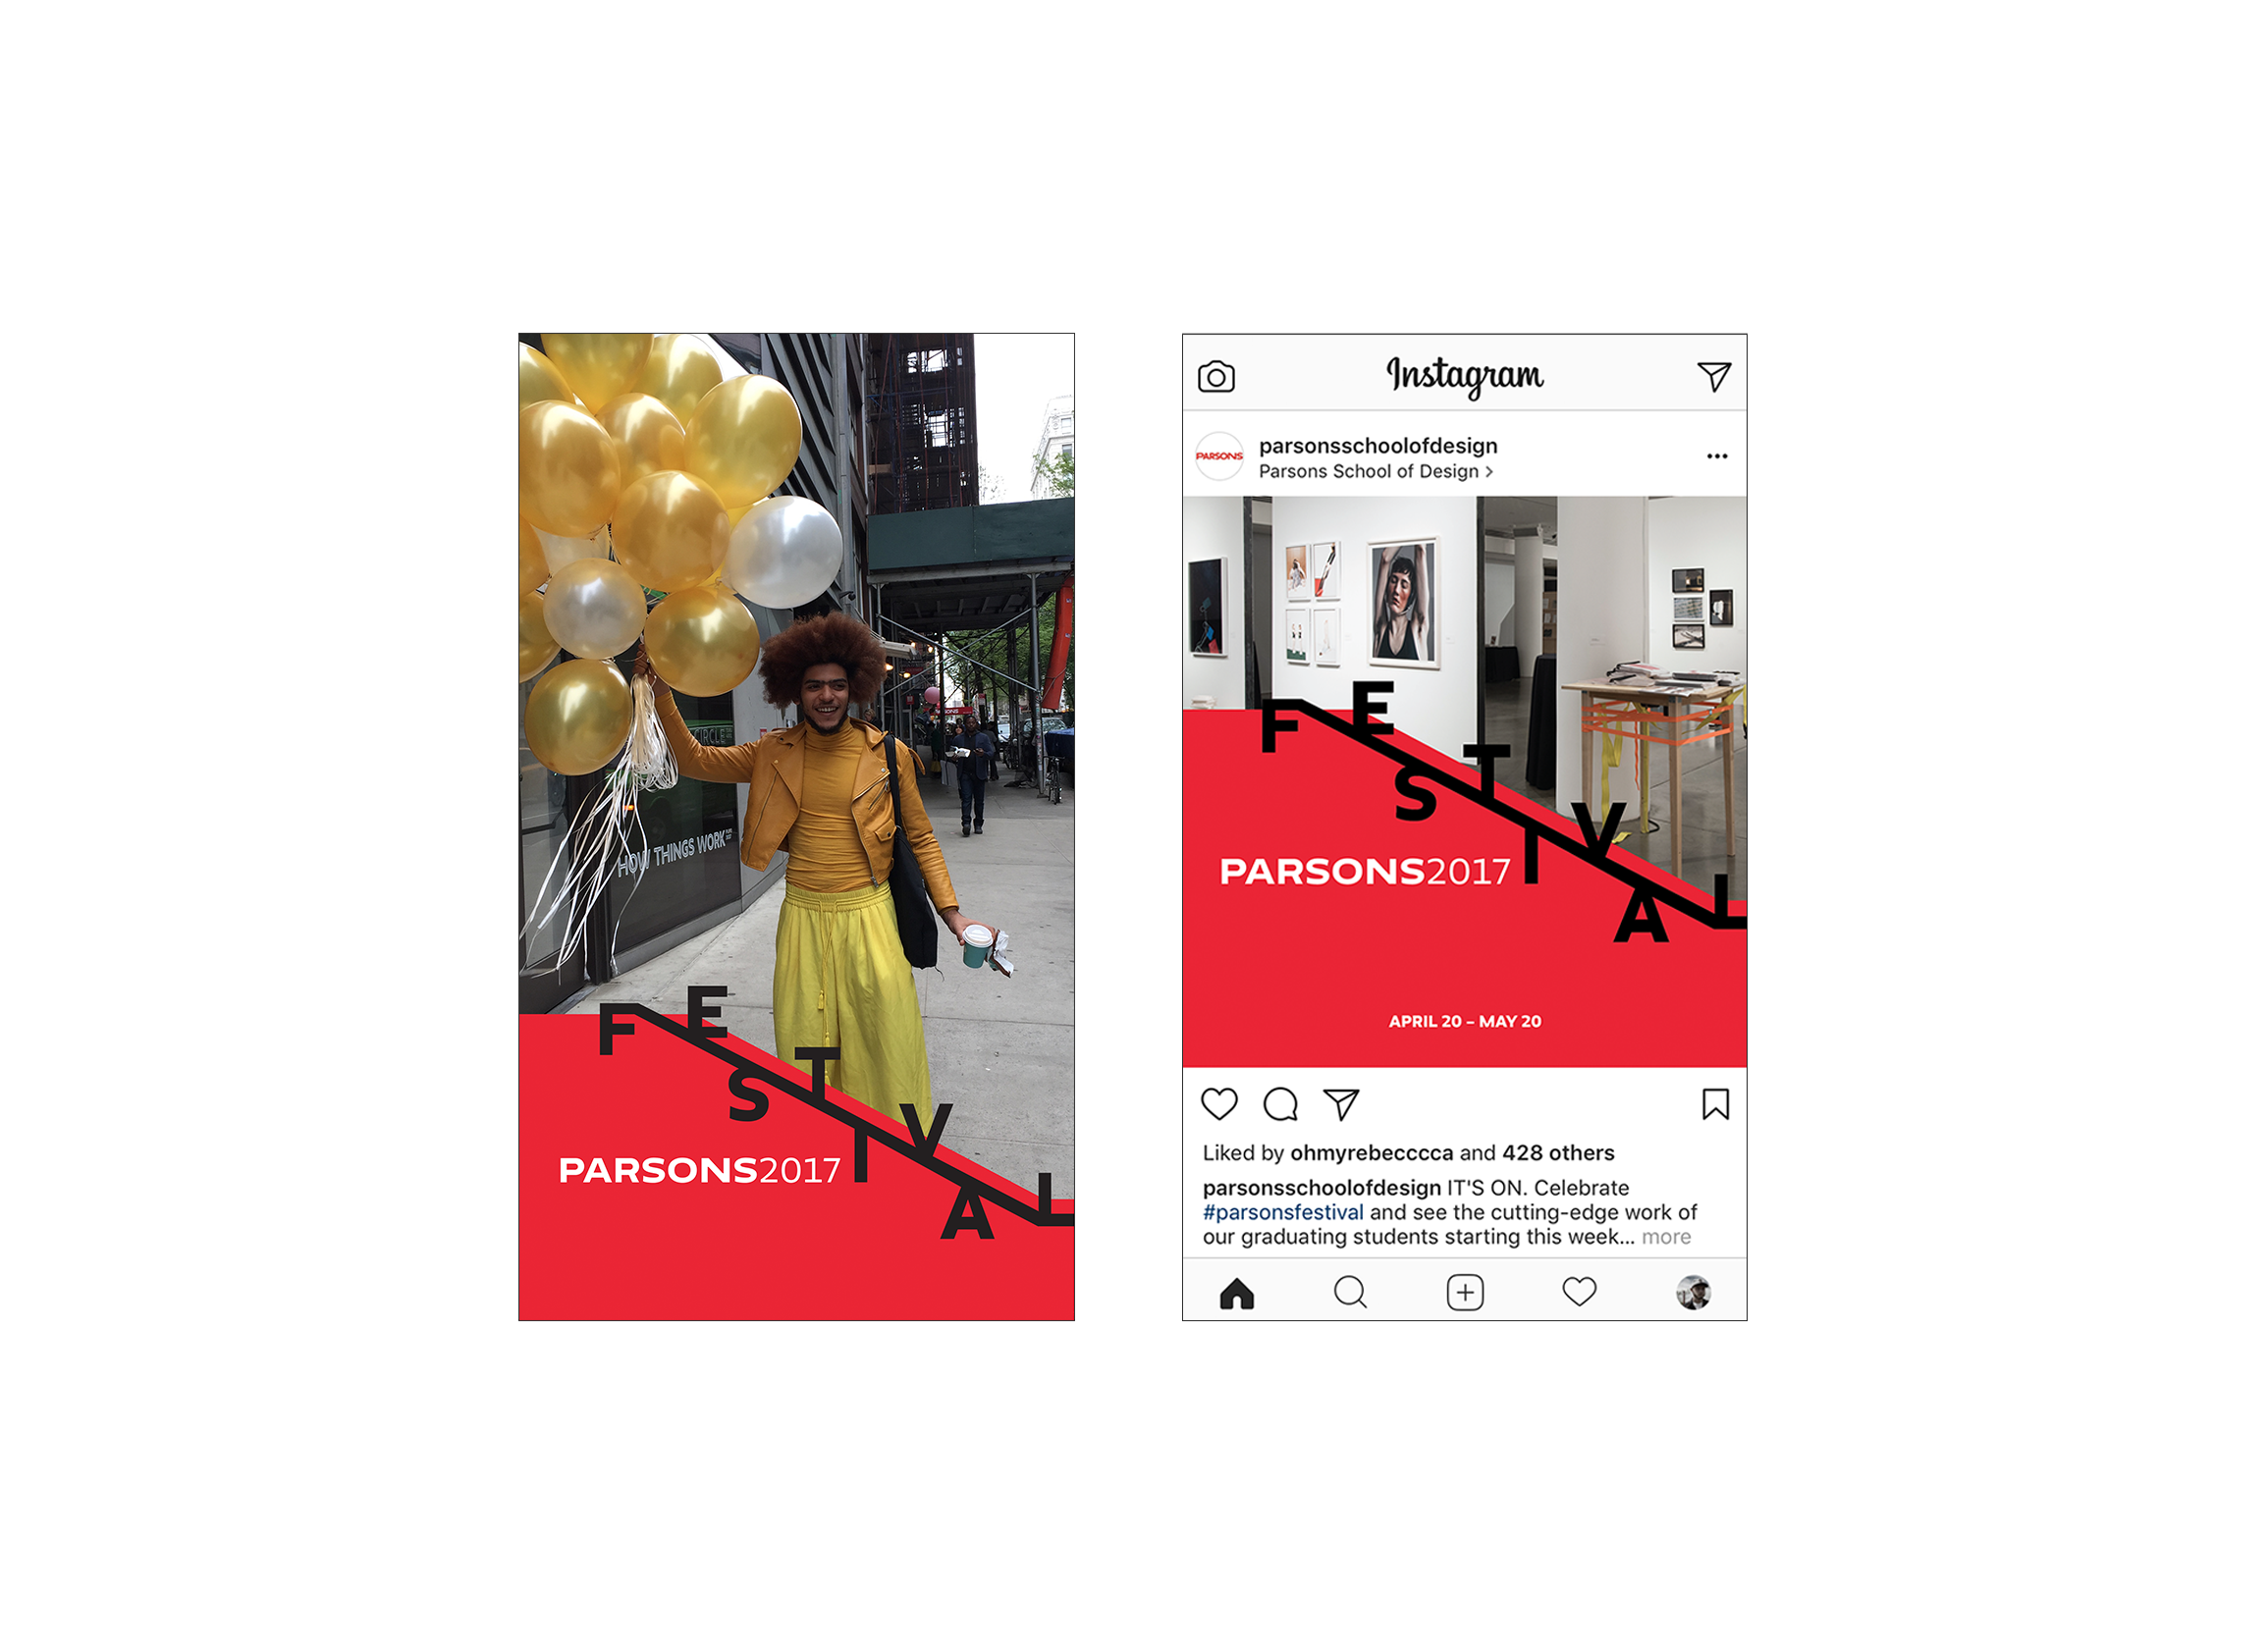 CIRCLE
HOW THINGS WORK
FESTIVAL
PARSONS2017
Instagram
PARSONS
parsonsschoolofdesign
Parsons School of Design >
FESTIVAL
PARSONS2017
APRIL 20 – MAY 20
Liked by ohmyrebecccca and 428 others
parsonsschoolofdesign IT'S ON. Celebrate
#parsonsfestival and see the cutting-edge work of
our graduating students starting this week... more